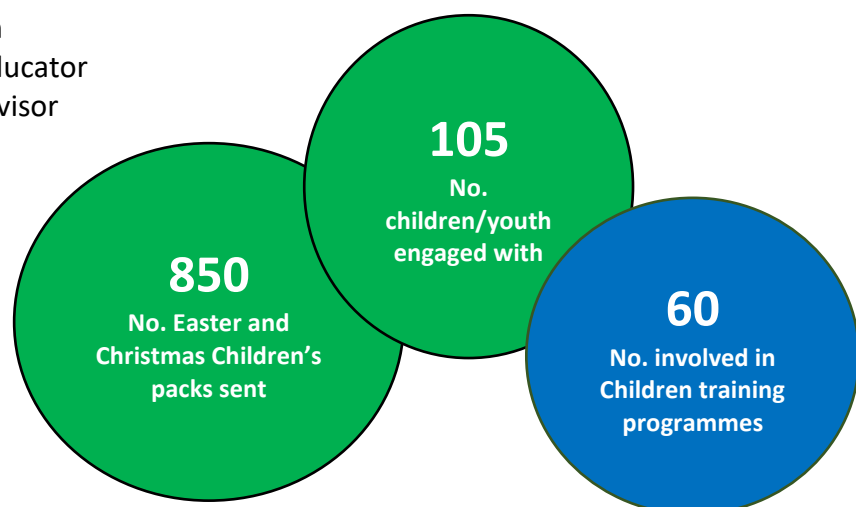 ducator
visor
105
No.
children/youth
engaged with
850
No. Easter and
Christmas Children's
packs sent
60
No. involved in
Children training
programmes